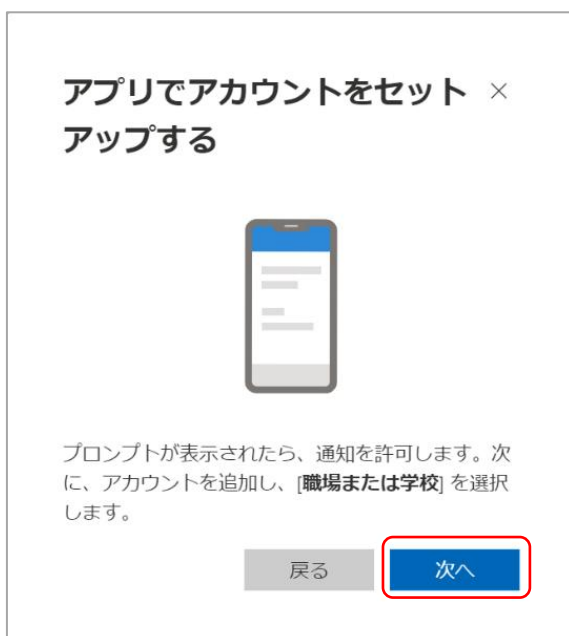 アプリでアカウントをセット ×
アップする
プロンプトが表示されたら、通知を許可します。次
に、アカウントを追加し、[職場または学校] を選択
します。
戻る 次へ